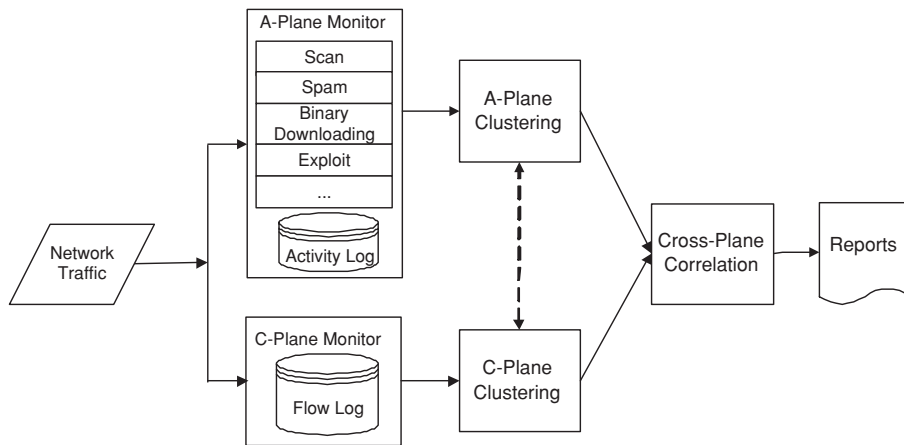 A-Plane Monitor
Scan
Spam
Binary
Downloading
Exploit
...
Activity Log
Network
Traffic
C-Plane Monitor
Flow Log
A-Plane
Clustering
C-Plane
Clustering
Cross-Plane
Correlation
Reports